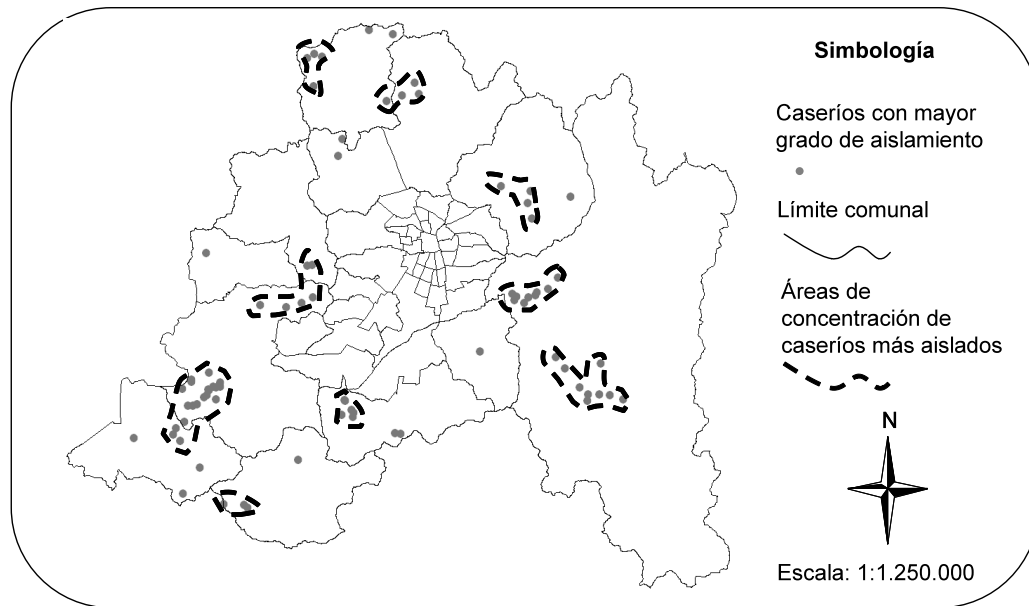 Simbología
Caseríos con mayor
grado de aislamiento
Límite comunal
Áreas de
concentración de
caseríos más aislados
N
Escala: 1:1.250.000